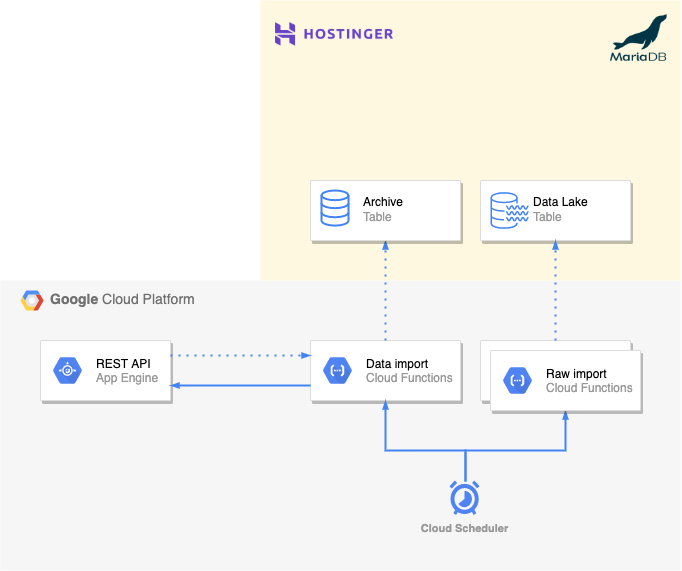 HOSTINGER
MariaDB
Archive
Table
Data Lake
Table
Google Cloud Platform
REST API
App Engine
Data import
Cloud Functions
Raw import
Cloud Functions
Cloud Scheduler